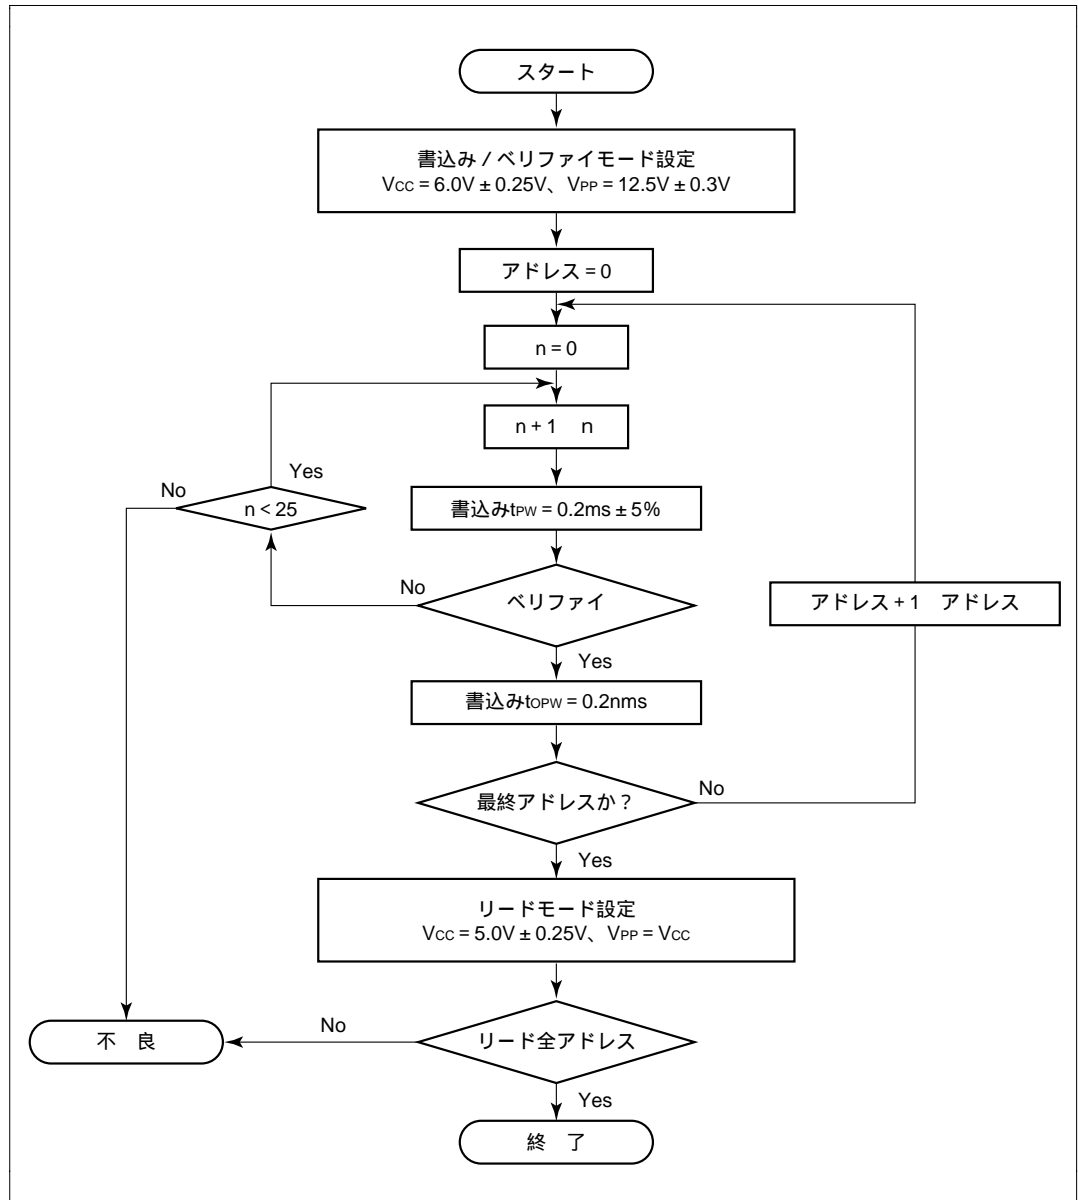 スタート
書込み / ベリファイモード設定
VCC = 6.0V ± 0.25V、VPP = 12.5V ± 0.3V
アドレス = 0
n = 0
n + 1　n
Yes
No
n < 25
書込みtPW = 0.2ms ± 5%
No
ベリファイ
アドレス + 1　アドレス
Yes
書込みtOPW = 0.2nms
最終アドレスか？
No
Yes
リードモード設定
VCC = 5.0V ± 0.25V、VPP = VCC
不　良
No
リード全アドレス
Yes
終　了